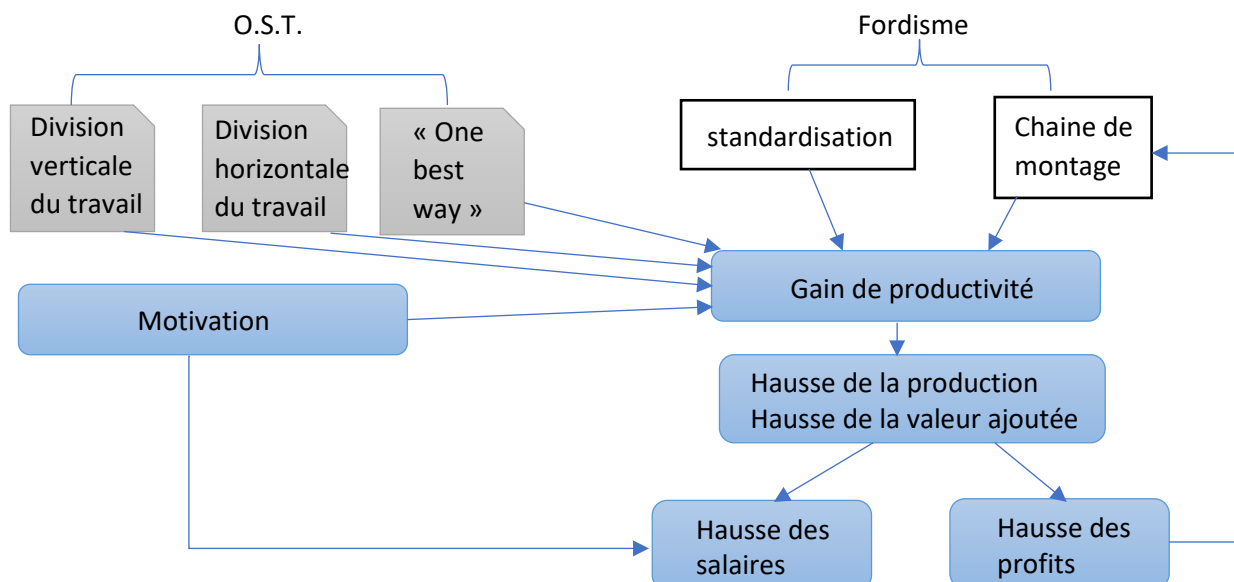 O.S.T.
Fordisme
Division
verticale
du travail
Division
horizontale
du travail
« One
best
way »
standardisation
Chaine de
montage
Gain de productivité
Motivation
Hausse de la production
Hausse de la valeur ajoutée
Hausse des
salaires
Hausse des
profits